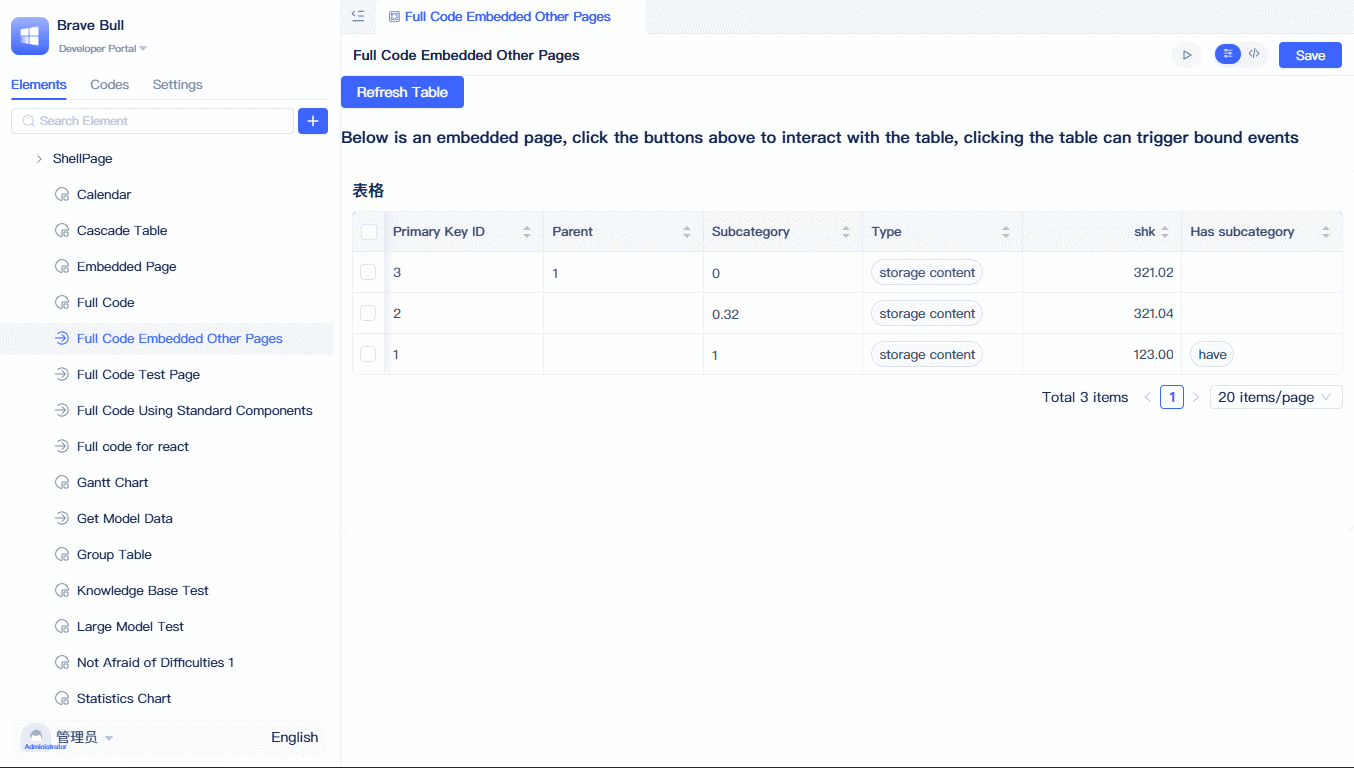 Brave Bull
Developer Portal
Elements Codes Settings
Search Element
ShellPage
Calendar
Cascade Table
Embedded Page
Full Code
Full Code Embedded Other Pages
Full Code Test Page
Full Code Using Standard Components
Full code for react
Gantt Chart
Get Model Data
Group Table
Knowledge Base Test
Large Model Test
Not Afraid of Difficulties 1
Statistics Chart
管理员
Administrator
English
Full Code Embedded Other Pages
Full Code Embedded Other Pages
Save
Refresh Table
Below is an embedded page, click the buttons above to interact with the table, clicking the table can trigger bound events
表格
Primary Key ID Parent Subcategory Type shk Has subcategory
3 1 0 storage content 321.02
2 0.32 storage content 321.04
1 1 storage content 123.00 have
Total 3 items 1 20 items/page